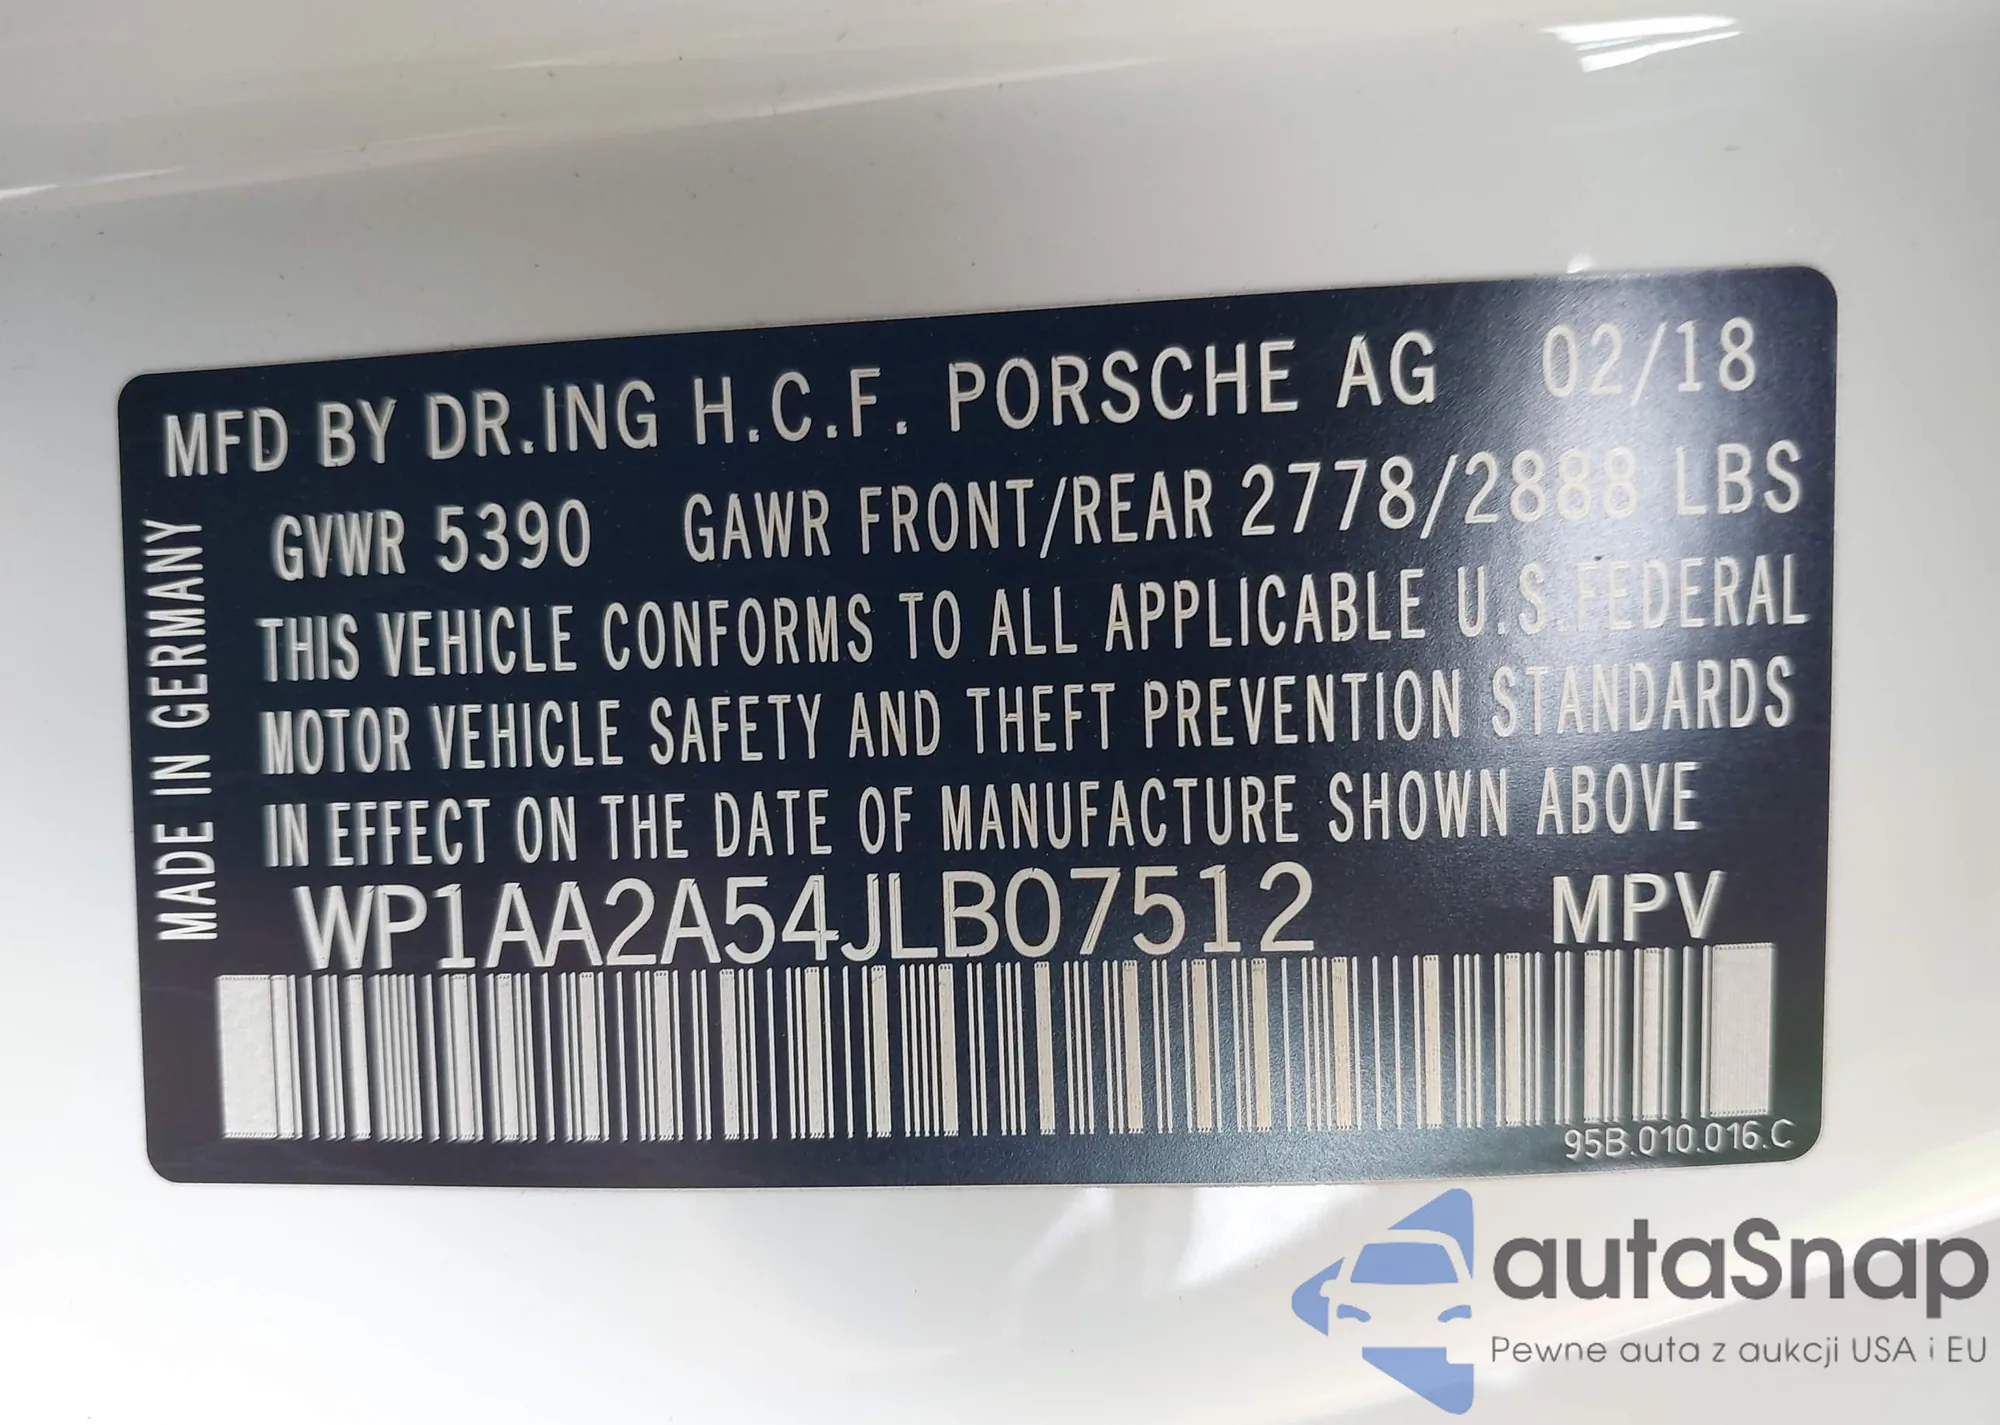 MFD BY DR.ING H.C.F. PORSCHE AG 02/18
GVWR 5390 GAWR FRONT/REAR 2778/2888 LBS
THIS VEHICLE CONFORMS TO ALL APPLICABLE U.S.FEDERAL
MOTOR VEHICLE SAFETY AND THEFT PREVENTION STANDARDS
IN EFFECT ON THE DATE OF MANUFACTURE SHOWN ABOVE
WP1AA2A54JLB07512 MPV
MADE IN GERMANY
95B.010.016.C
autaSnap
Pewne auta z aukcji USA i EU